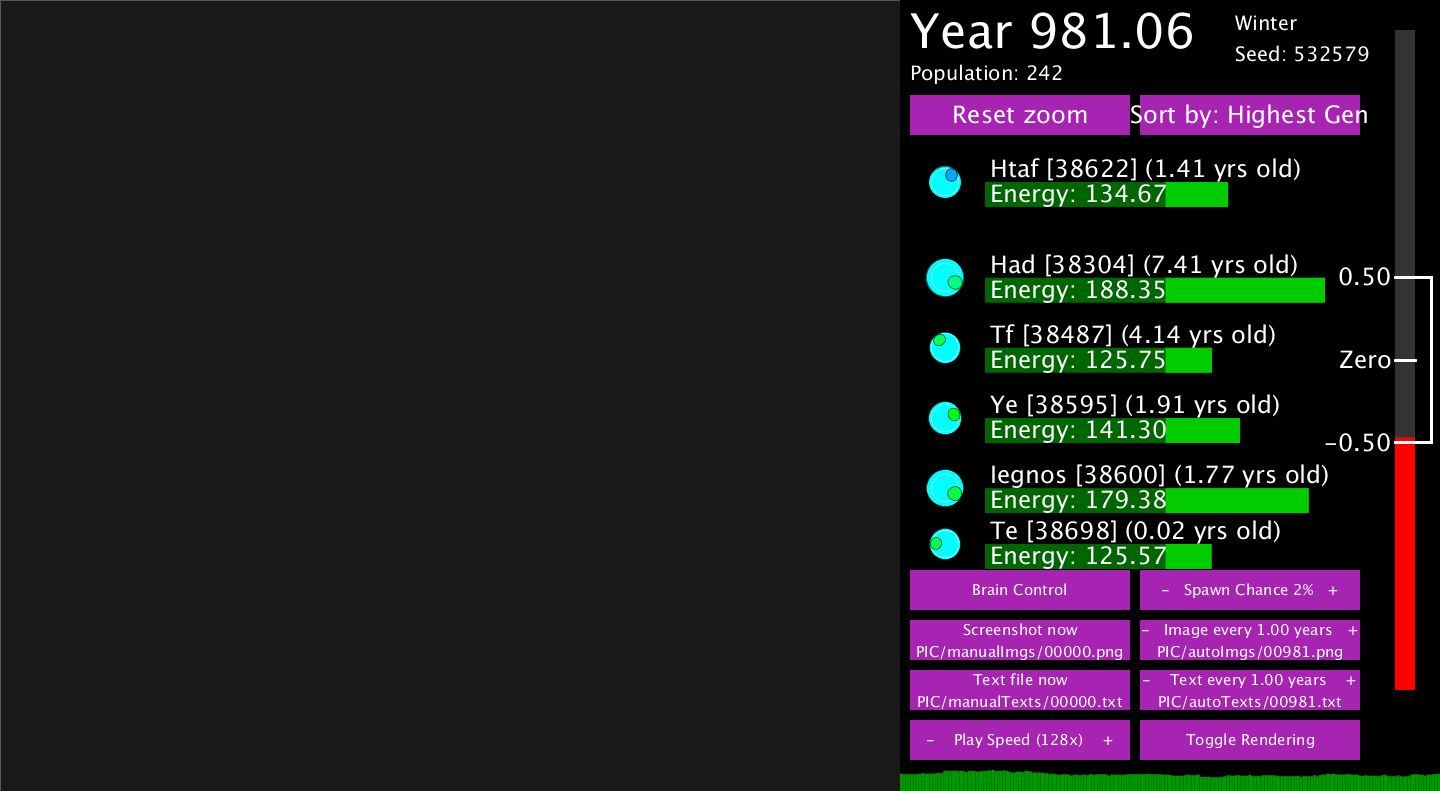 Year 981.06
Winter
Seed: 532579
Population: 242
Reset zoom
Sort by: Highest Gen
Htaf [38622] (1.41 yrs old)
Energy: 134.67
Had [38304] (7.41 yrs old)
Energy: 188.35
0.50
Tf [38487] (4.14 yrs old)
Energy: 125.75
Zero
Ye [38595] (1.91 yrs old)
Energy: 141.30
-0.50
Iegnos [38600] (1.77 yrs old)
Energy: 179.38
Te [38698] (0.02 yrs old)
Energy: 125.57
Brain Control
- Spawn Chance 2% +
Screenshot now
PIC/manualImgs/00000.png
- Image every 1.00 years +
PIC/autoImgs/00981.png
Text file now
PIC/manualTexts/00000.txt
- Text every 1.00 years +
PIC/autoTexts/00981.txt
- Play Speed (128x) +
Toggle Rendering